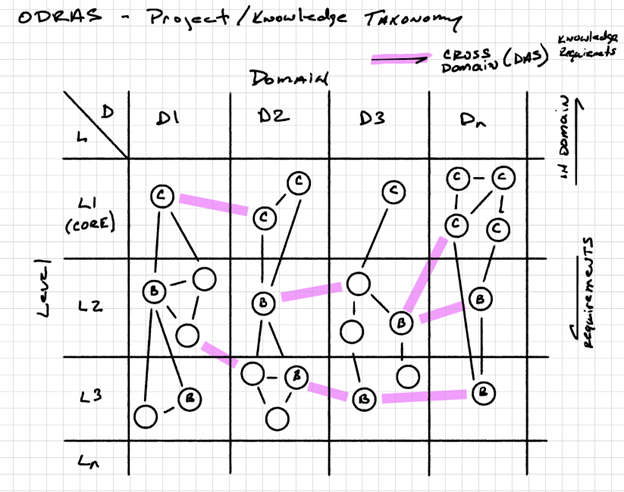 ODRAS - Project/Knowledge TAXONOMY
CROSS DOMAIN (DAS)
Knowledge Requirements
DOMAIN
D
L
D1
D2
D3
Dn
IN DOMAIN
L1 (CORE)
C
C
C
C
C
C
C
C
Level
L2
B
B
B
B
REQUIREMENTS
L3
B
B
B
B
Ln